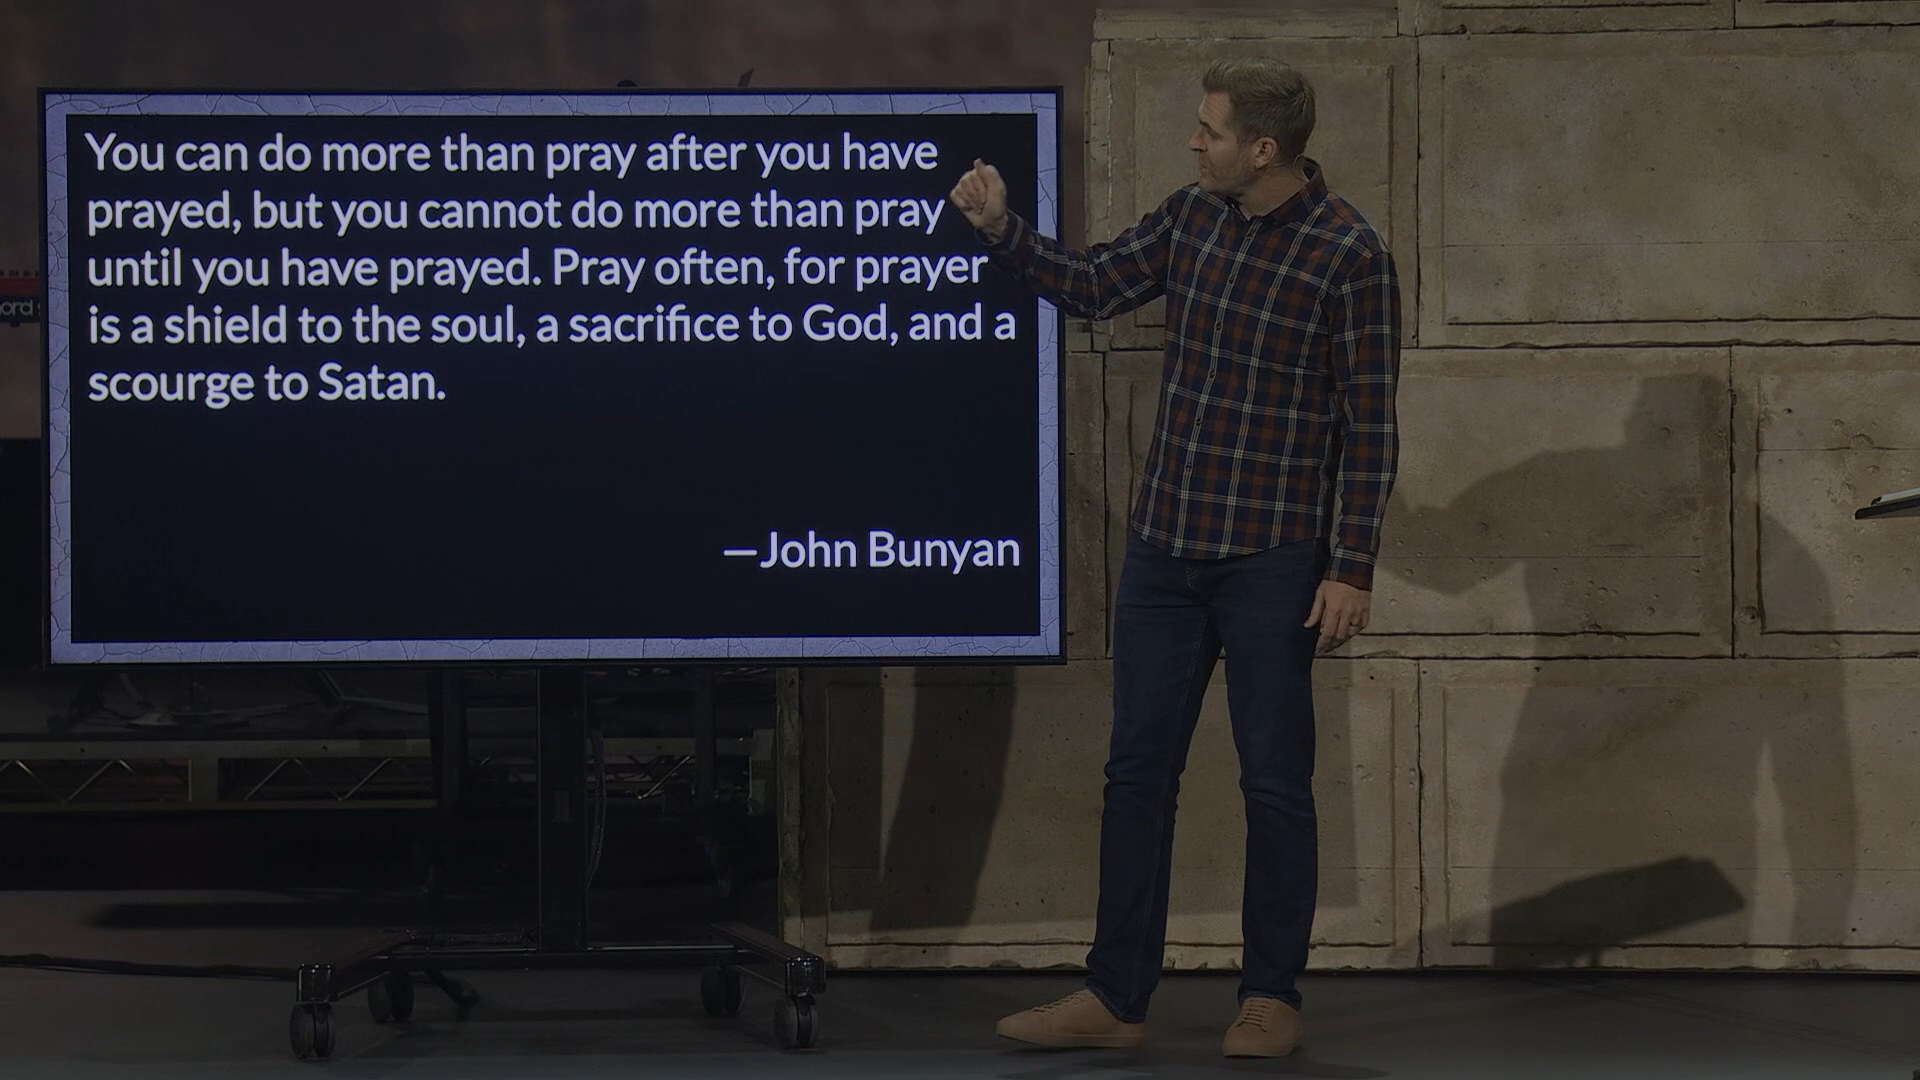 You can do more than pray after you have
prayed, but you cannot do more than pray
until you have prayed. Pray often, for prayer
is a shield to the soul, a sacrifice to God, and a
scourge to Satan.
—John Bunyan